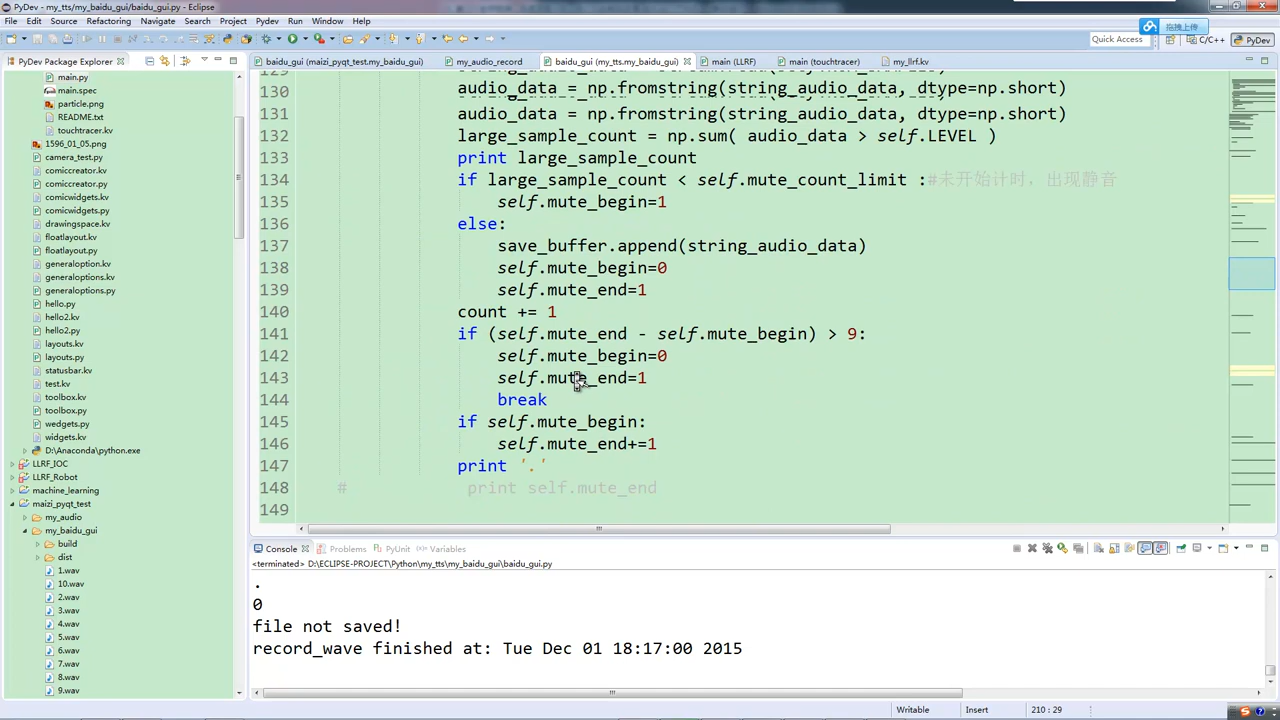 PyDev - my_tts/my_baidu_gui/baidu_gui.py - Eclipse
File Edit Source Refactoring Navigate Search Project Pydev Run Window Help
拖拽上传
Quick Access
C/C++
PyDev
PyDev Package Explorer
baidu_gui (maizi_pyqt_test.my_baidu_gui)
my_audio_record
baidu_gui (my_tts.my_baidu_gui)
main (LLRF)
main (touchtracer)
my_llrf.kv
main.py
main.spec
particle.png
README.txt
touchtracer.kv
1596_01_05.png
camera_test.py
comiccreator.kv
comiccreator.py
comicwidgets.kv
comicwidgets.py
drawingspace.kv
floatlayout.kv
floatlayout.py
generaloption.kv
generaloptions.kv
generaloptions.py
hello.py
hello2.kv
hello2.py
layouts.kv
layouts.py
statusbar.kv
test.kv
toolbox.kv
toolbox.py
wedgets.py
widgets.kv
D:\Anaconda\python.exe
LLRF_IOC
LLRF_Robot
machine_learning
maizi_pyqt_test
my_audio
my_baidu_gui
build
dist
1.wav
10.wav
2.wav
3.wav
4.wav
5.wav
6.wav
7.wav
8.wav
9.wav
129
130 audio_data = np.fromstring(string_audio_data, dtype=np.short)
131 audio_data = np.fromstring(string_audio_data, dtype=np.short)
132 large_sample_count = np.sum( audio_data > self.LEVEL )
133 print large_sample_count
134 if large_sample_count < self.mute_count_limit :#未开始计时，出现静音
135 self.mute_begin=1
136 else:
137 save_buffer.append(string_audio_data)
138 self.mute_begin=0
139 self.mute_end=1
140 count += 1
141 if (self.mute_end - self.mute_begin) > 9:
142 self.mute_begin=0
143 self.mute_end=1
144 break
145 if self.mute_begin:
146 self.mute_end+=1
147 print '.'
148 # print self.mute_end
149
Console Problems PyUnit Variables
<terminated> D:\ECLIPSE-PROJECT\Python\my_tts\my_baidu_gui\baidu_gui.py
.
0
file not saved!
record_wave finished at: Tue Dec 01 18:17:00 2015
Writable Insert 210 : 29